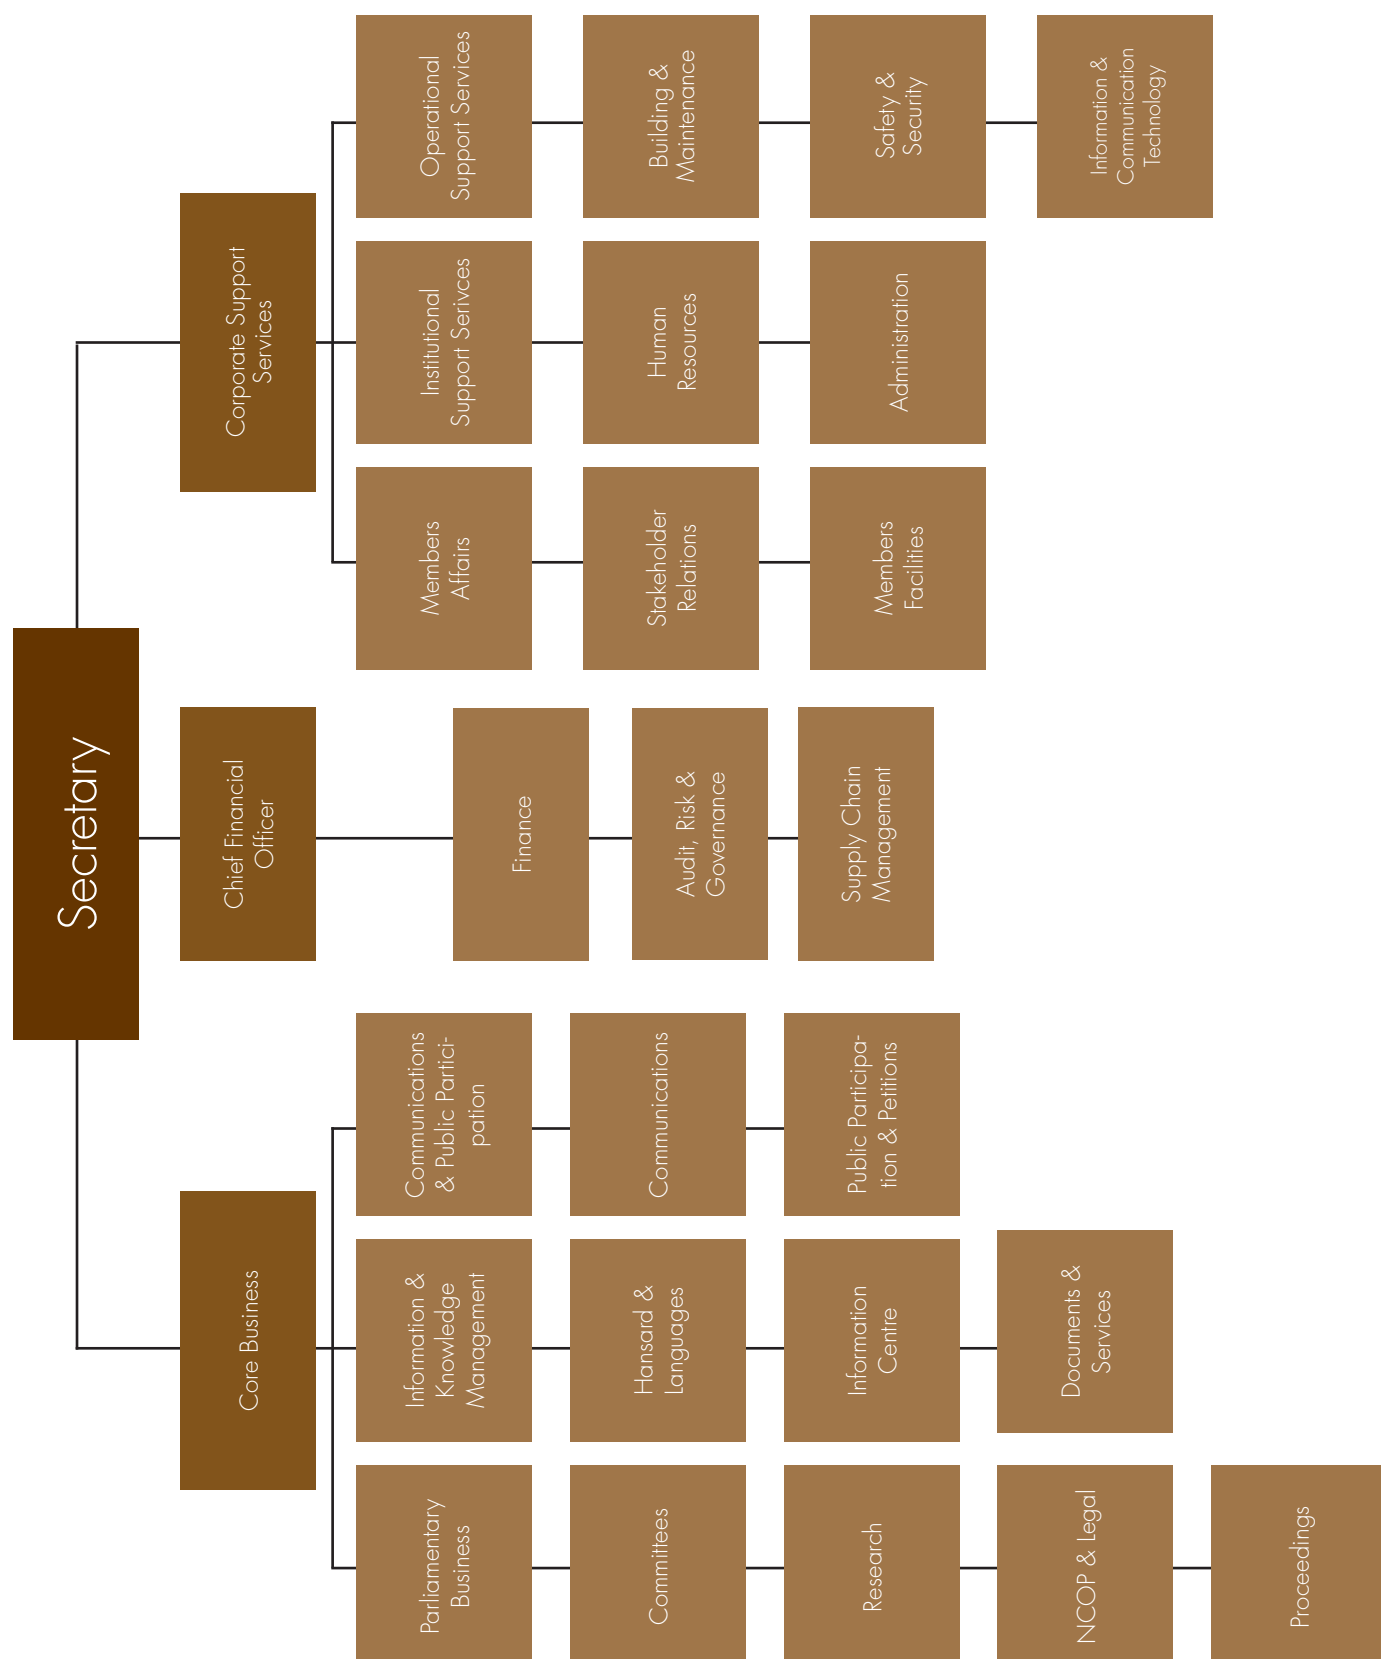 Secretary
Core Business
Chief Financial
Officer
Corporate Support
Services
Parliamentary
Business
Committees
Research
NCOP & Legal
Proceedings
Information &
Knowledge
Management
Hansard &
Languages
Information
Centre
Documents &
Services
Communications
& Public Partici-
pation
Communications
Public Participa-
tion & Petitions
Finance
Audit, Risk &
Governance
Supply Chain
Management
Members
Affairs
Stakeholder
Relations
Members
Facilities
Institutional
Support Serivces
Human
Resources
Administration
Operational
Support Services
Building &
Maintenance
Safety &
Security
Information &
Communication
Technology